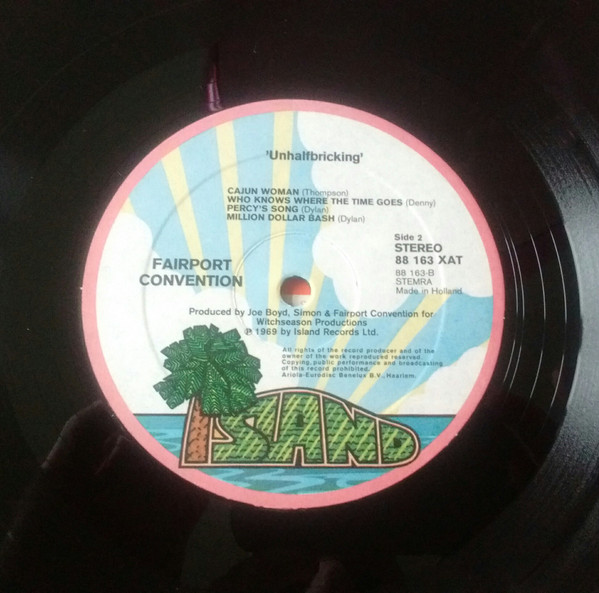 'Unhalfbricking'
CAJUN WOMAN (Thompson)
WHO KNOWS WHERE THE TIME GOES (Denny)
PERCY'S SONG (Dylan)
MILLION DOLLAR BASH (Dylan)
FAIRPORT
CONVENTION
Side 2
STEREO
88 163 XAT
88 163-B
STEMRA
Made in Holland
Produced by Joe Boyd, Simon & Fairport Convention for
Witchseason Productions
℗ 1969 by Island Records Ltd.
All rights of the record producer and of the
owner of the work reproduced reserved.
Copying, public performance and broadcasting
of this record prohibited.
Ariola-Eurodisc Benelux B.V., Haarlem.
ISLAND